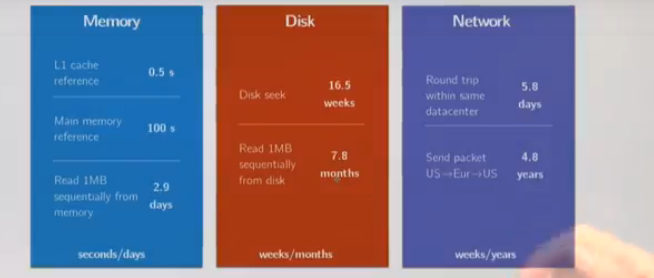 Memory
L1 cache
reference
0.5 s
Main memory
reference
100 s
Read 1MB
sequentially from
memory
2.9
days
seconds/days
Disk
Disk seek
16.5
weeks
Read 1MB
sequentially
from disk
7.8
months
weeks/months
Network
Round trip
within same
datacenter
5.8
days
Send packet
US→Eur→US
4.8
years
weeks/years